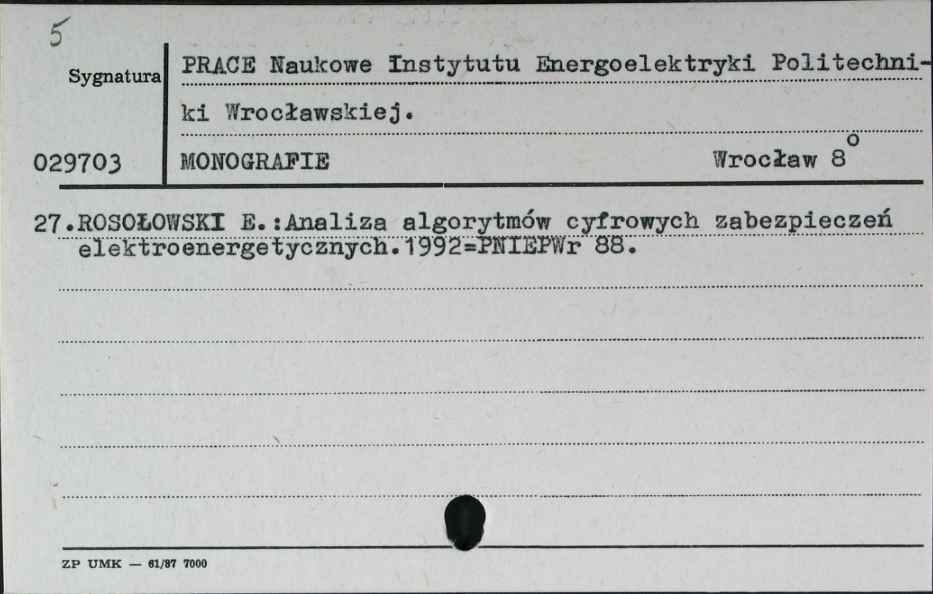 5
Sygnatura
PRACE Naukowe Instytutu Energoelektryki Politechni-
ki Wrocławskiej.
029703
MONOGRAFIE Wrocław 8°
27.ROSOŁOWSKI E.:Analiza algorytmów cyfrowych zabezpieczeń
elektroenergetycznych.1992=PNIEPWr 88.
ZP UMK — 61/87 7000